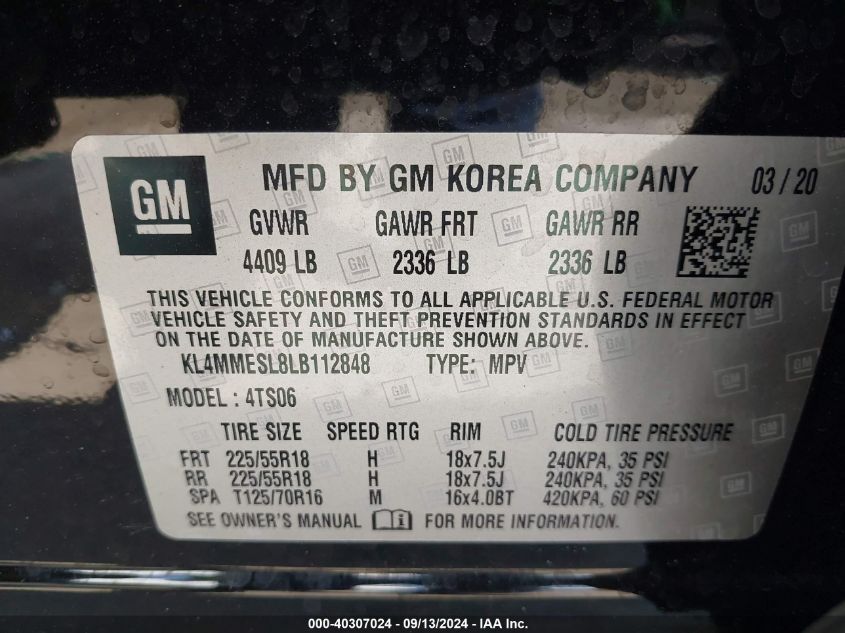 GM MFD BY GM KOREA COMPANY 03 / 20
GVWR GAWR FRT GAWR RR
4409 LB 2336 LB 2336 LB
THIS VEHICLE CONFORMS TO ALL APPLICABLE U.S. FEDERAL MOTOR
VEHICLE SAFETY AND THEFT PREVENTION STANDARDS IN EFFECT
ON THE DATE OF MANUFACTURE SHOWN ABOVE.
KL4MMESL8LB112848 TYPE: MPV
MODEL : 4TS06
TIRE SIZE SPEED RTG RIM COLD TIRE PRESSURE
FRT 225/55R18 H 18x7.5J 240KPA, 35 PSI
RR 225/55R18 H 18x7.5J 240KPA, 35 PSI
SPA T125/70R16 M 16x4.0BT 420KPA, 60 PSI
SEE OWNER'S MANUAL FOR MORE INFORMATION.
000-40307024 - 09/13/2024 - IAA Inc.